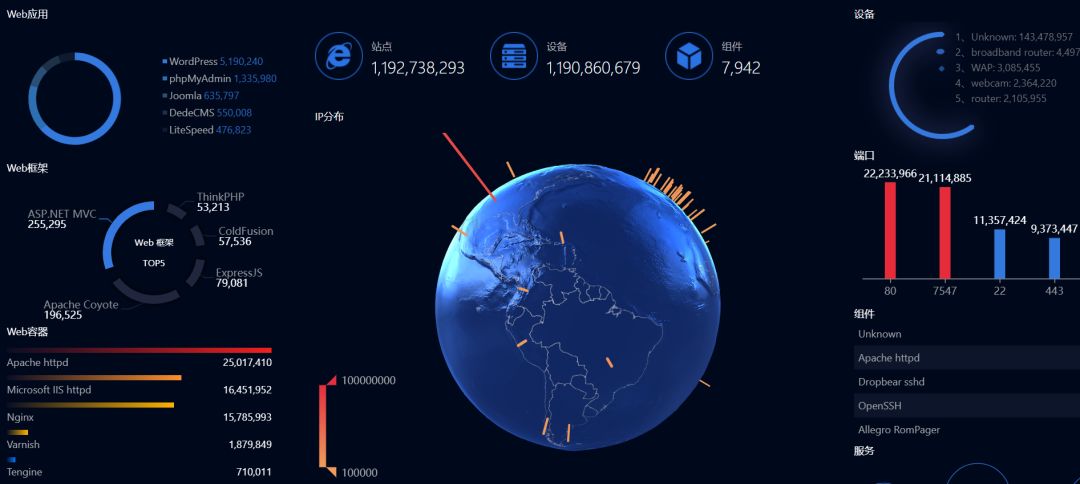 Web应用
WordPress 5,190,240
phpMyAdmin 1,335,980
Joomla 635,797
DedeCMS 550,008
LiteSpeed 476,823
Web框架
ThinkPHP
53,213
ASP.NET MVC
255,295
ColdFusion
57,536
Web 框架
TOP5
ExpressJS
79,081
Apache Coyote
196,525
Web容器
Apache httpd 25,017,410
Microsoft IIS httpd 16,451,952
Nginx 15,785,993
Varnish 1,879,849
Tengine 710,011
站点
1,192,738,293
设备
1,190,860,679
组件
7,942
IP分布
100000000
100000
设备
1、Unknown: 143,478,957
2、broadband router: 4,497
3、WAP: 3,085,455
4、webcam: 2,364,220
5、router: 2,105,955
端口
22,233,966
21,114,885
11,357,424
9,373,447
80 7547 22 443
组件
Unknown
Apache httpd
Dropbear sshd
OpenSSH
Allegro RomPager
服务